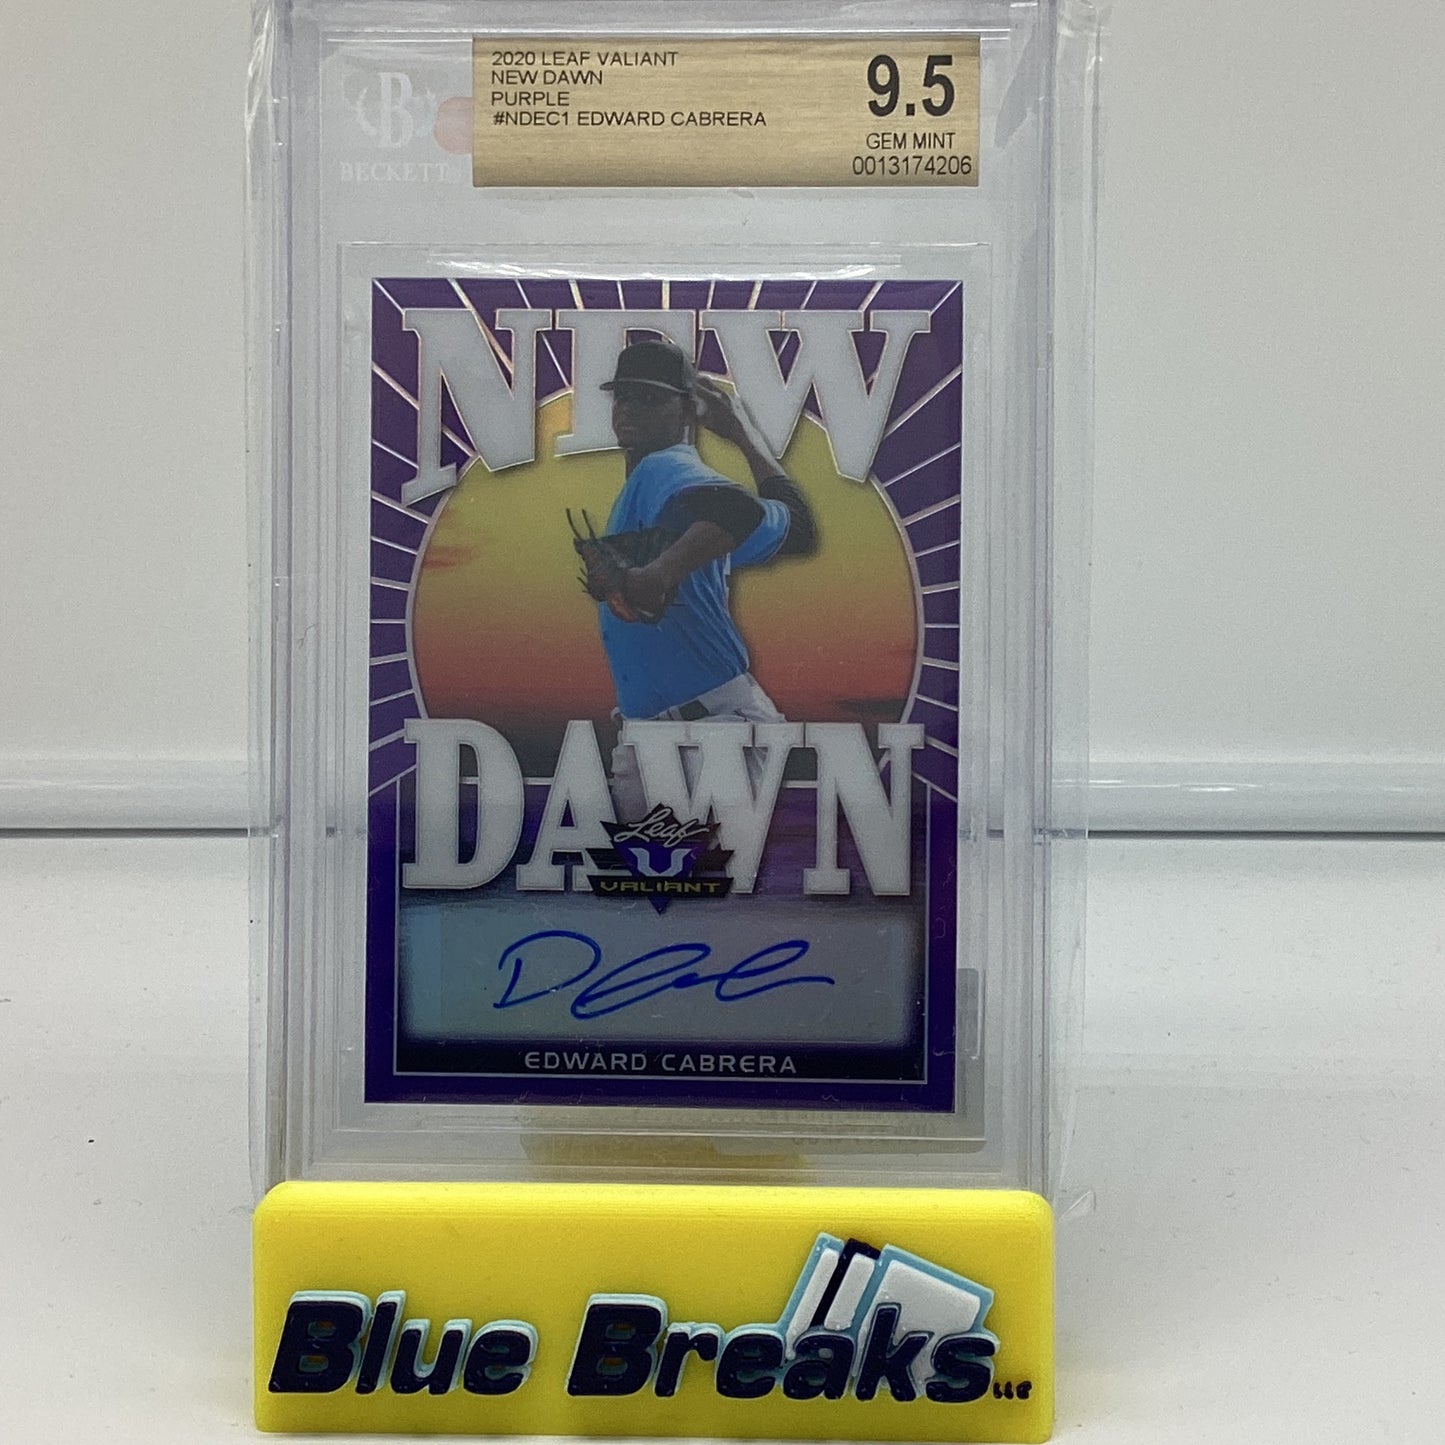 B
BECKETT
2020 LEAF VALIANT
NEW DAWN
PURPLE
#NDEC1 EDWARD CABRERA
9.5
GEM MINT
0013174206
NEW
DAWN
Leaf
V
VALIANT
EDWARD CABRERA
Blue Breaks LLC